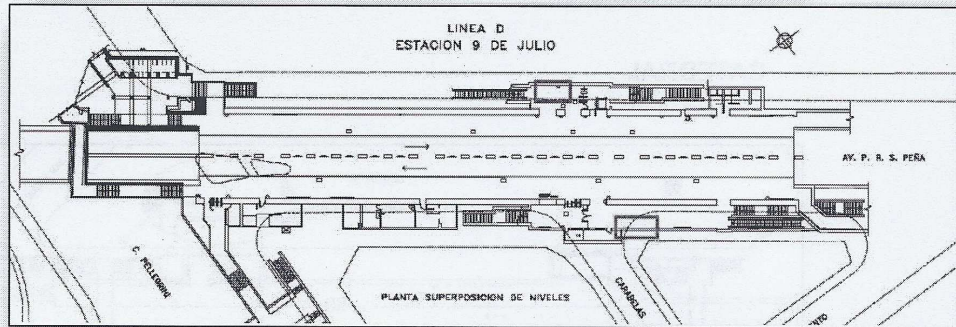 LINEA D
ESTACION 9 DE JULIO
AV. P. R. S. PEÑA
C. PELLEGRINI
PLANTA SUPERPOSICION DE NIVELES
CARABELAS